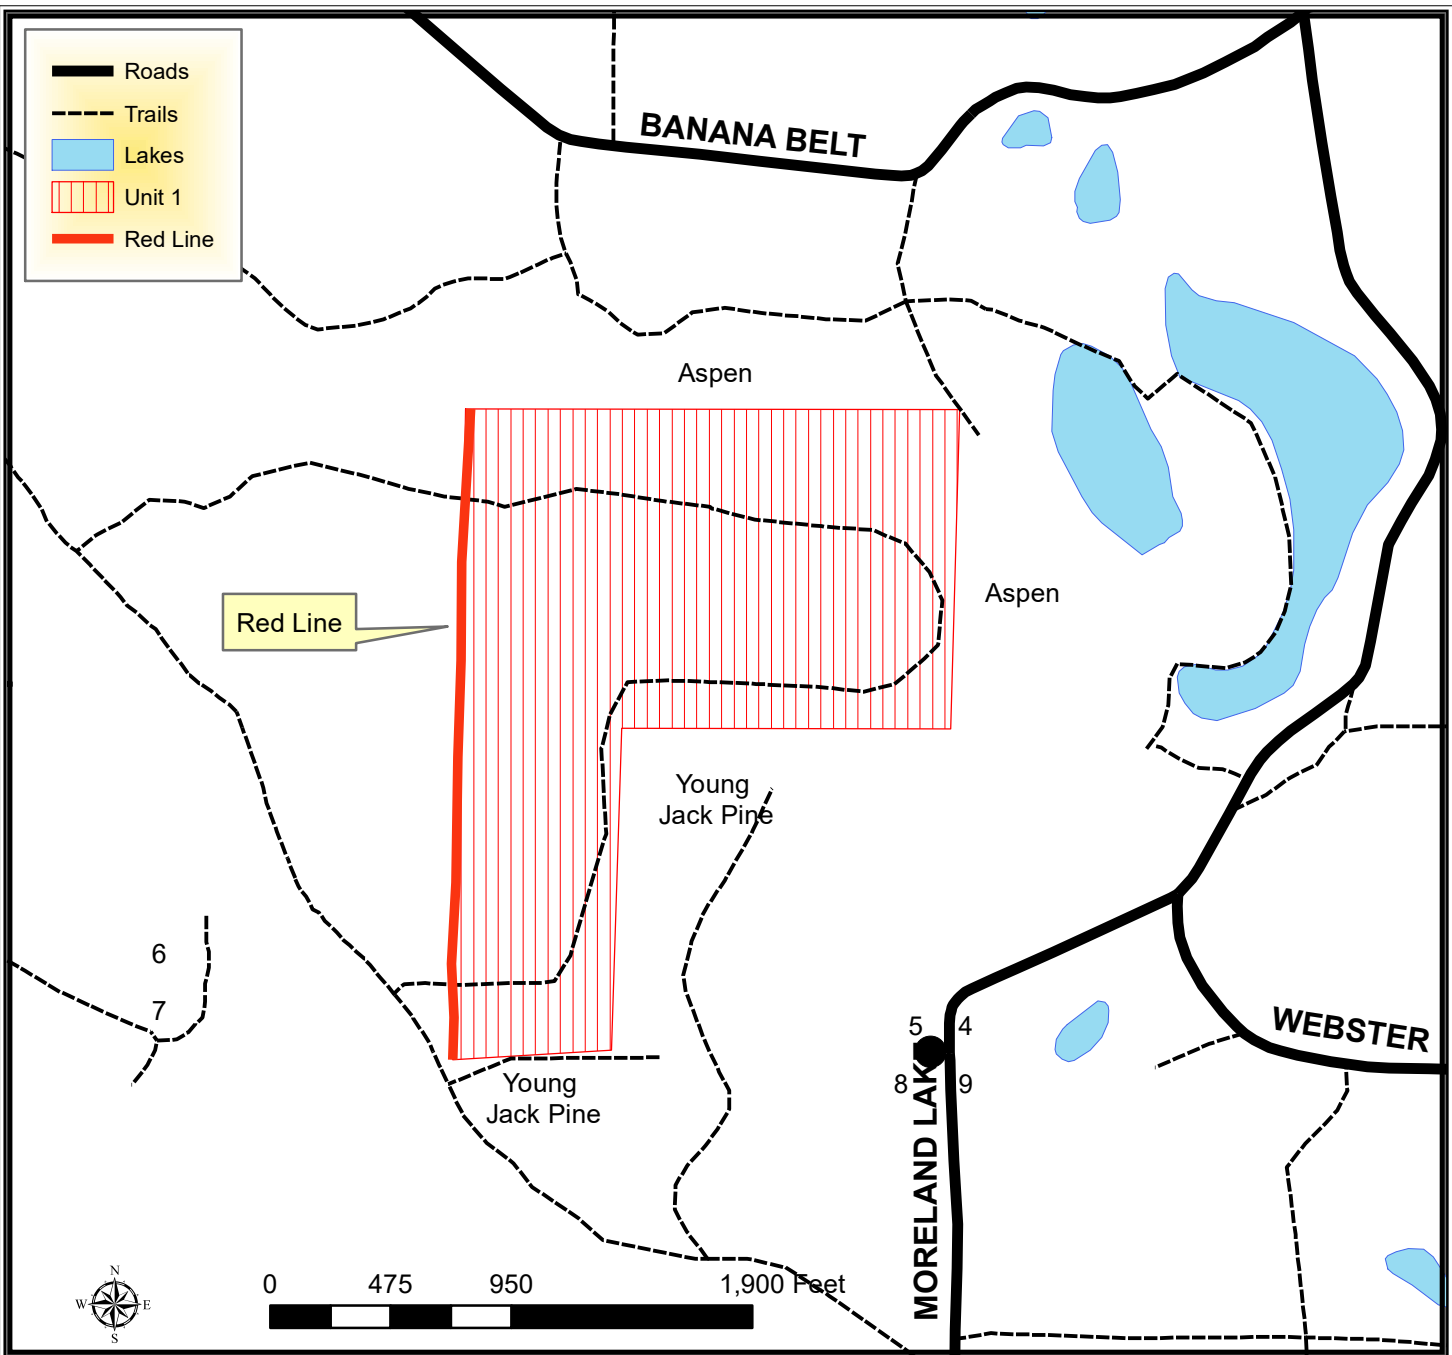 Roads
Trails
Lakes
Unit 1
Red Line
BANANA BELT
Aspen
Red Line
Aspen
Young
Jack Pine
6
7
5
4
8
9
WEBSTER
MORELAND LAKE
Young
Jack Pine
N
W
E
S
0
475
950
1,900 Feet